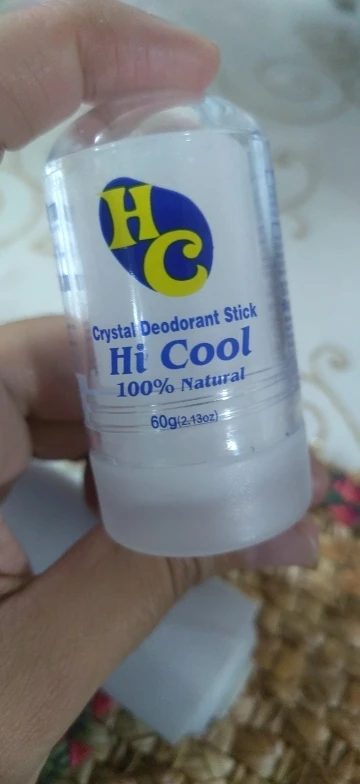 HC
Crystal Deodorant Stick
Hi Cool
100% Natural
60g(2.13oz)